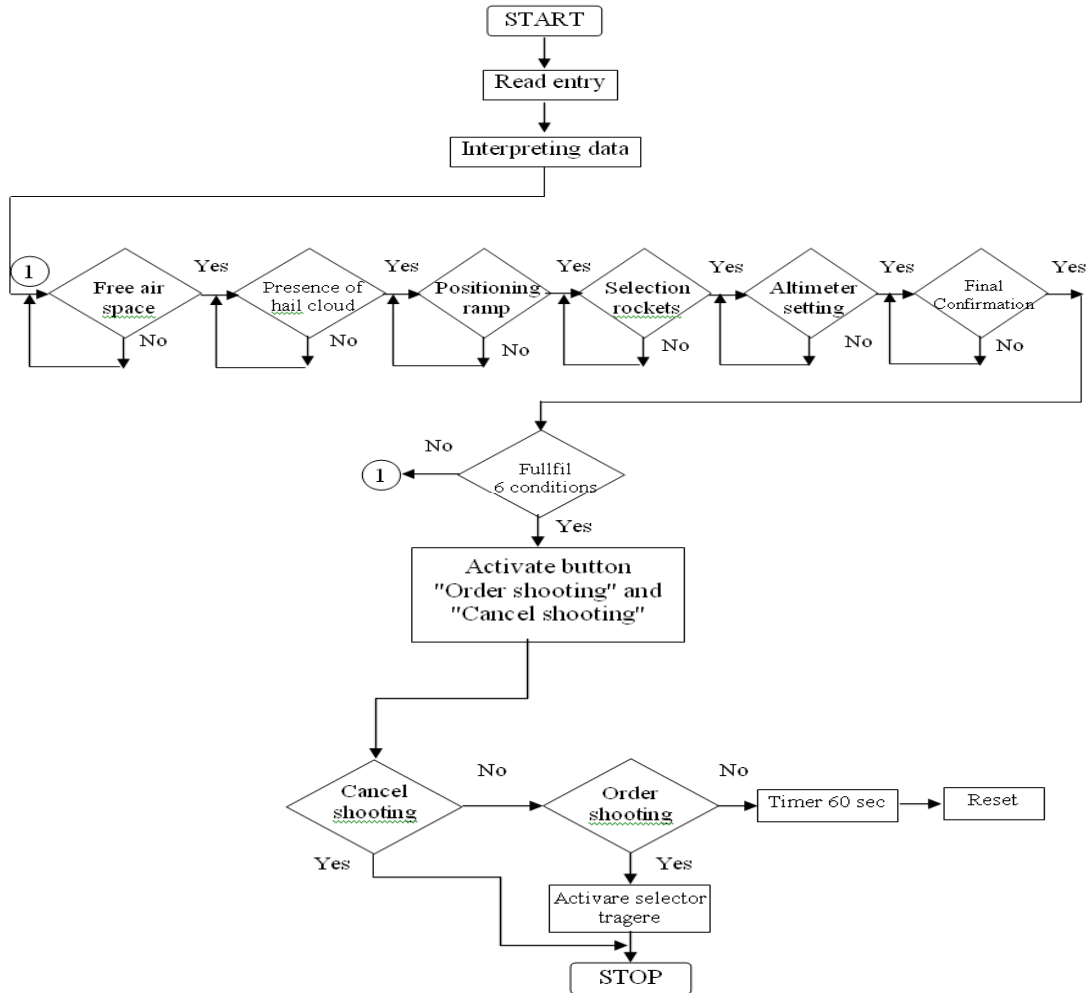 START
Read entry
Interpreting data
1
Free air
space
Yes
No
Presence of
hail cloud
Yes
No
Positioning
ramp
Yes
No
Selection
rockets
Yes
No
Altimeter
setting
Yes
No
Final
Confirmation
Yes
No
No
1
Fullfil
6 conditions
Yes
Activate button
"Order shooting" and
"Cancel shooting"
Cancel
shooting
No
Order
shooting
No
Timer 60 sec
Reset
Yes
Yes
Activare selector
tragere
STOP